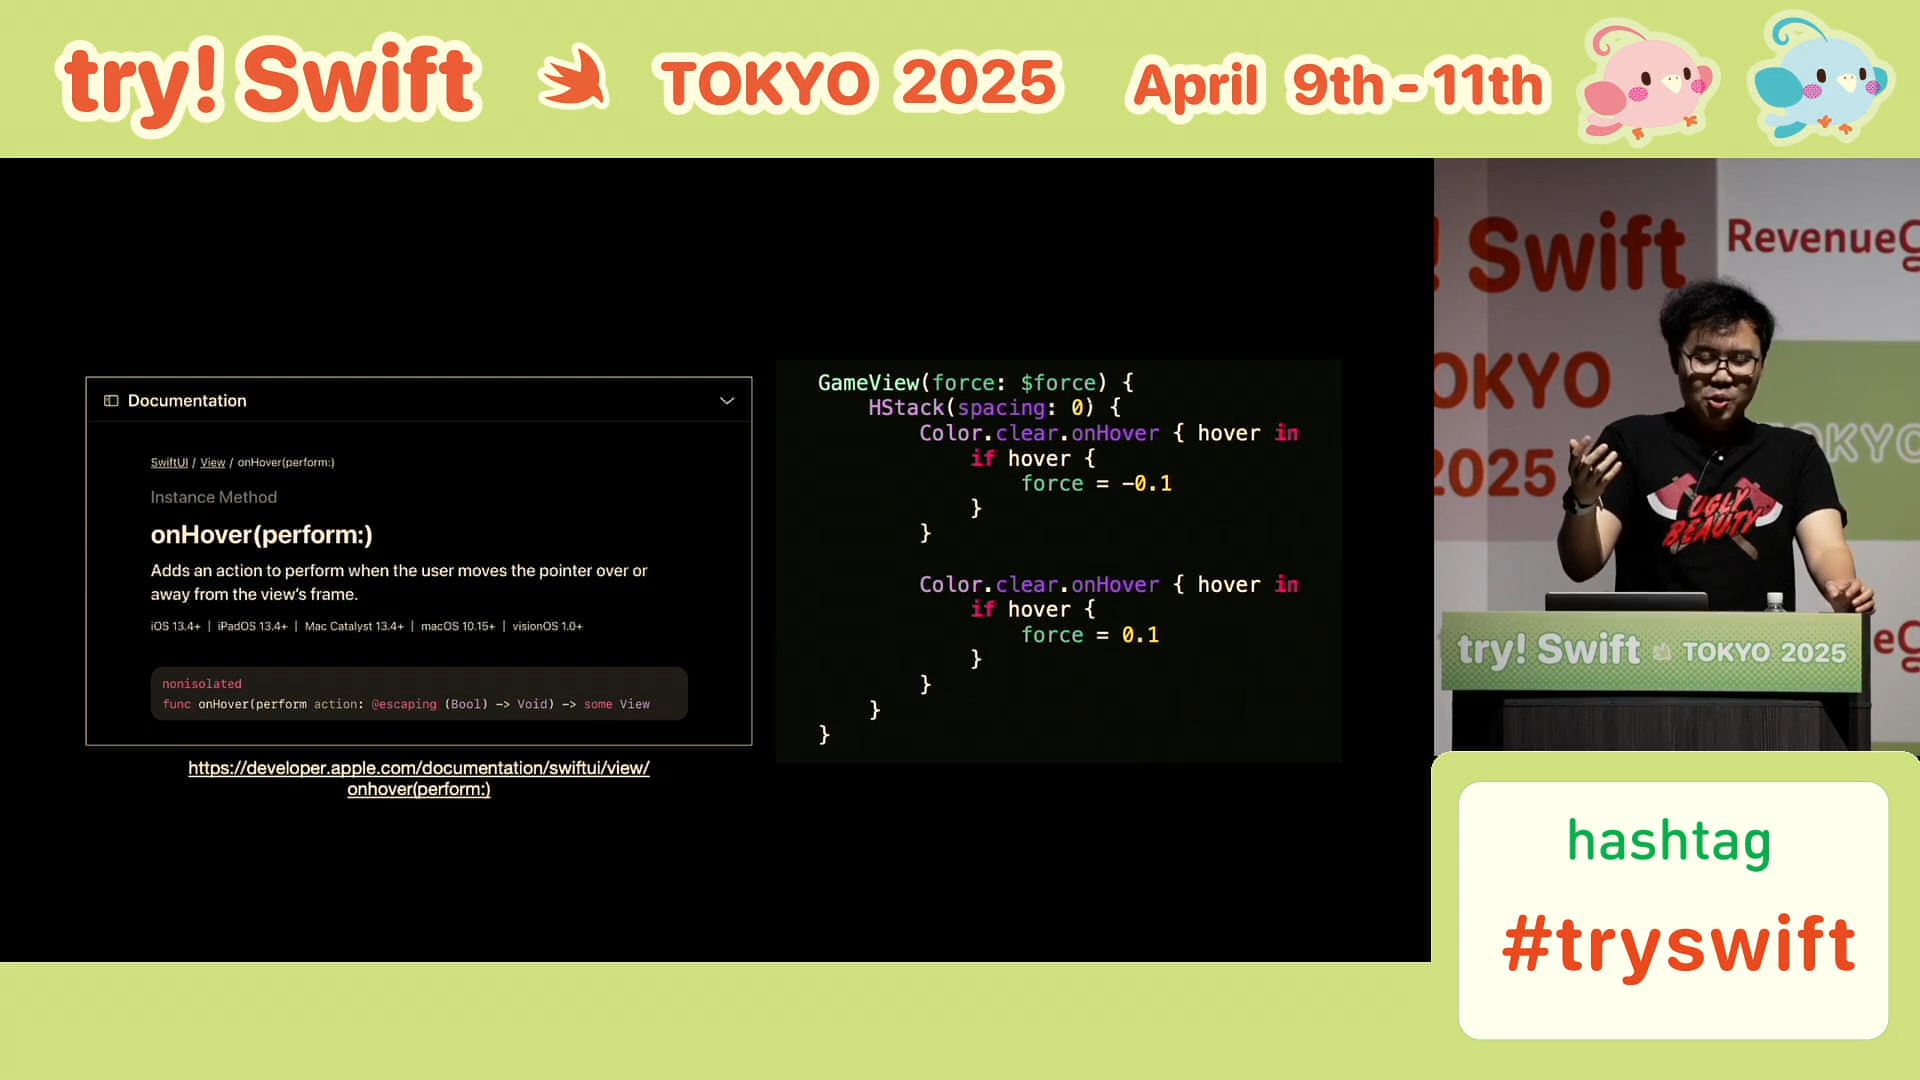 try! Swift TOKYO 2025 April 9th - 11th
Documentation
SwiftUI / View / onHover(perform:)
Instance Method
onHover(perform:)
Adds an action to perform when the user moves the pointer over or
away from the view's frame.
iOS 13.4+ | iPadOS 13.4+ | Mac Catalyst 13.4+ | macOS 10.15+ | visionOS 1.0+
nonisolated
func onHover(perform action: @escaping (Bool) -> Void) -> some View
https://developer.apple.com/documentation/swiftui/view/
onhover(perform:)
GameView(force: $force) {
HStack(spacing: 0) {
Color.clear.onHover { hover in
if hover {
force = -0.1
}
}
Color.clear.onHover { hover in
if hover {
force = 0.1
}
}
}
}
! Swift
RevenueC
OKYO
OKYO
2025
UGLY
BEAUTY
try! Swift TOKYO 2025
eC
hashtag
#tryswift